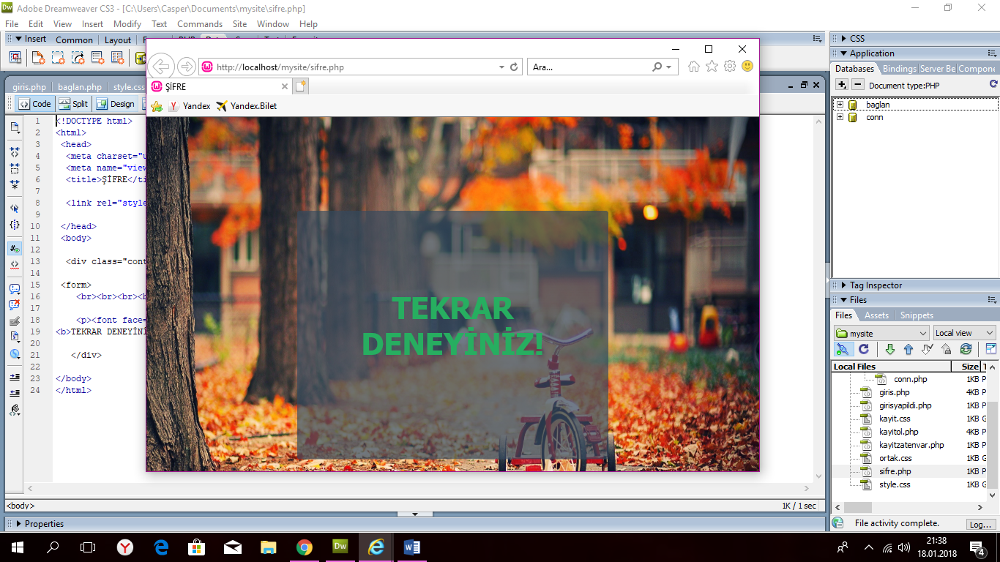 Adobe Dreamweaver CS3 - [C:\Users\Casper\Documents\mysite\sifre.php]
File Edit View Insert Modify Text Commands Site Window Help
Insert Common Layout
http://localhost/mysite/sifre.php
Ara...
ŞİFRE
Yandex Yandex.Bilet
giris.php baglan.php style.css
Code Split Design
1 <!DOCTYPE html>
2 <html>
3 <head>
4 <meta charset="u
5 <meta name="view
6 <title>ŞİFRE</ti
7
8 <link rel="style
9
10 </head>
11 <body>
12
13 <div class="cont
14
15 <form>
16 <br><br><br><b
17
18 <p><font face=
19 <b>TEKRAR DENEYİNİ
20
21 </div>
22
23 </body>
24 </html>
TEKRAR
DENEYİNİZ!
<body>
1K / 1 sec
Properties
CSS
Application
Databases Bindings Server Be Compone
Document type:PHP
baglan
conn
Tag Inspector
Files
Files Assets Snippets
mysite Local view
Local Files Size T
conn.php 1KB P
giris.php 4KB P
girisyapildi.php 1KB P
kayit.css 1KB G
kayitol.php 4KB P
kayitzatenvar.php 1KB P
ortak.css 1KB G
sifre.php 1KB P
style.css 1KB G
File activity complete. Log...
21:38
18.01.2018
4